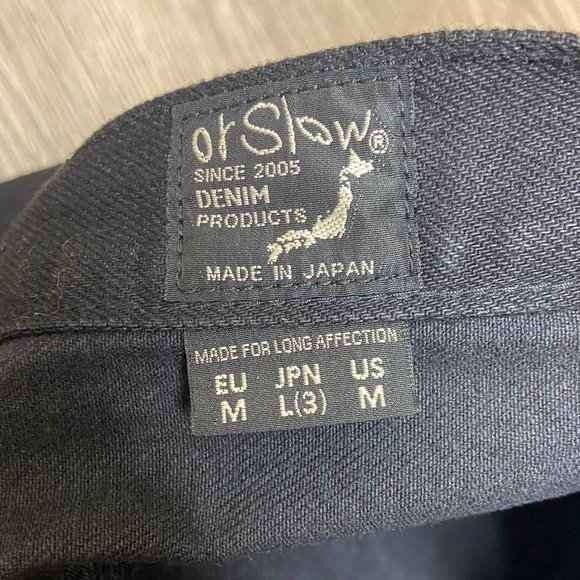 orSlow®
SINCE 2005
DENIM
PRODUCTS
MADE IN JAPAN
MADE FOR LONG AFFECTION
EU JPN US
M L(3) M